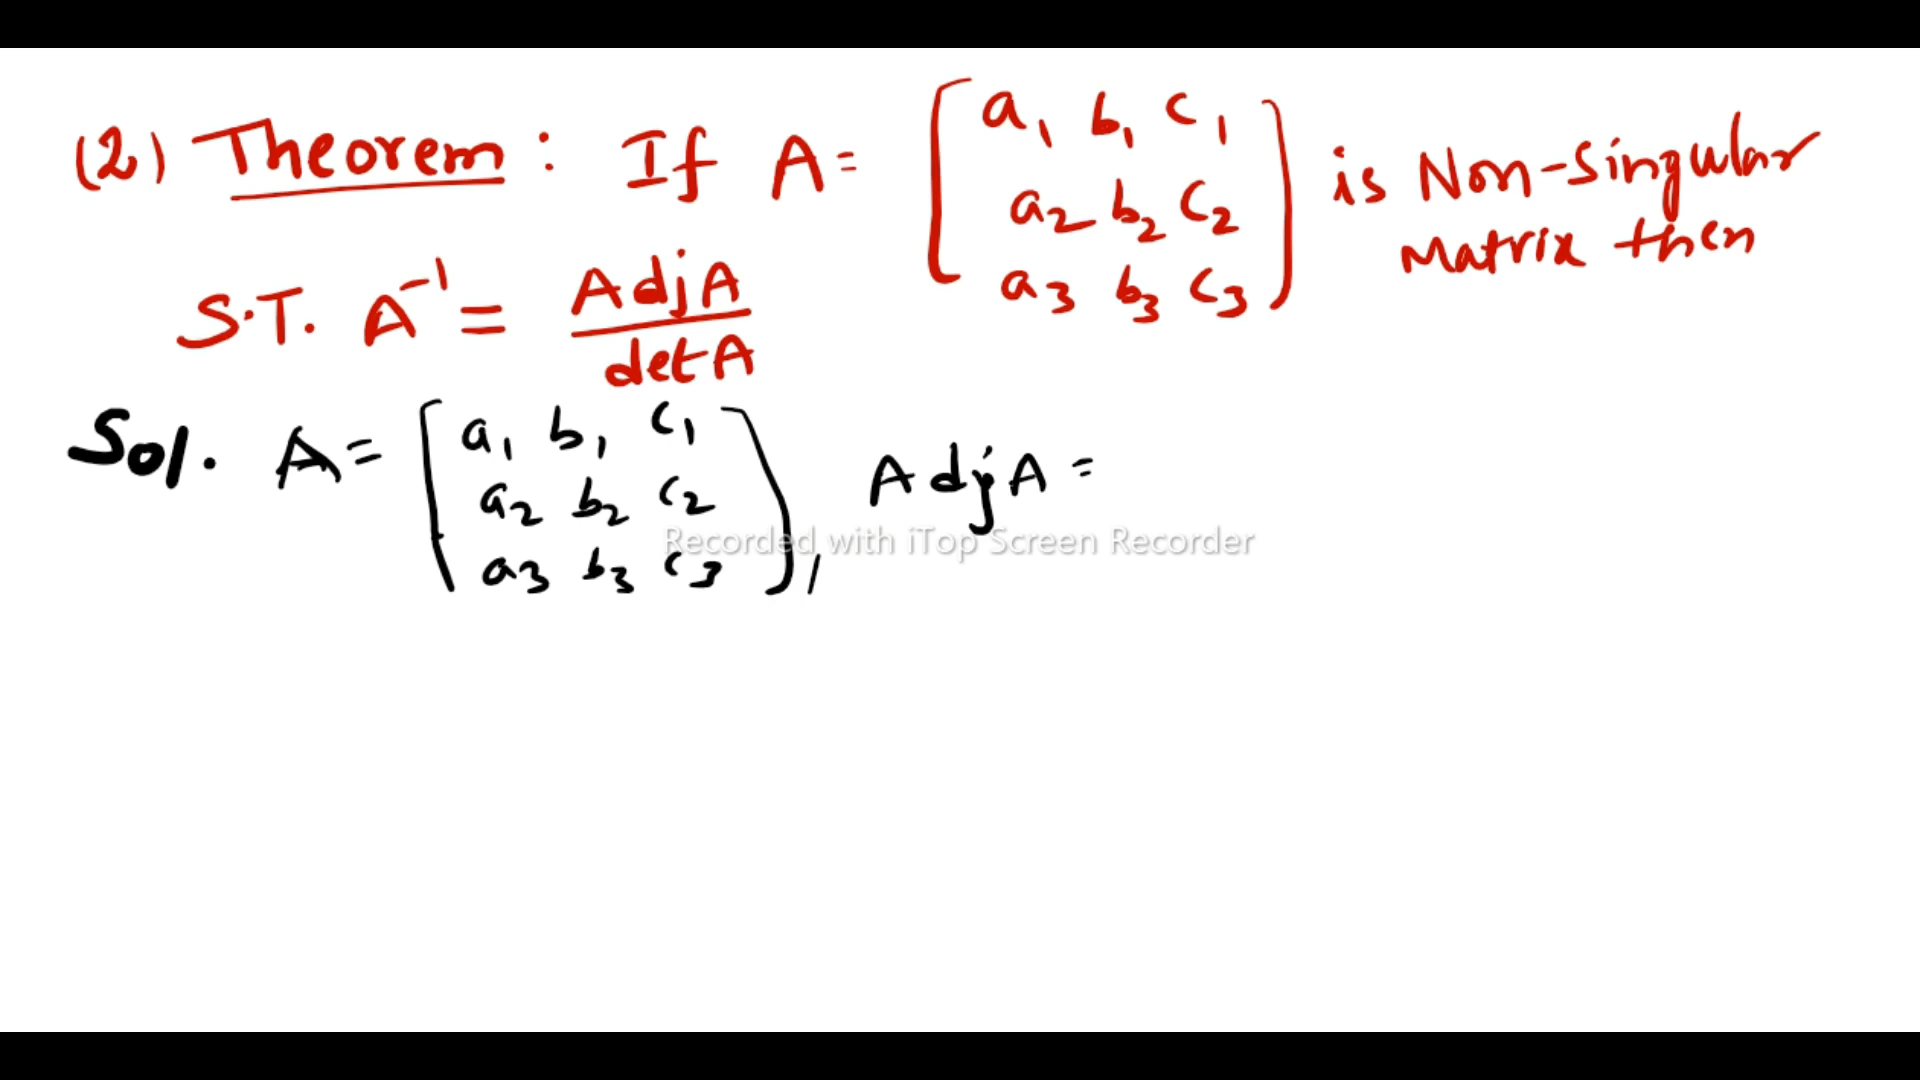 (2) Theorem : If A = [ a1 b1 c1
a2 b2 c2
a3 b3 c3 ] is Non-singular
Matrix then
S.T. A⁻¹ = AdjA
detA
Sol. A = [ a1 b1 c1
a2 b2 c2
a3 b3 c3 ], AdjA =
Recorded with iTop Screen Recorder